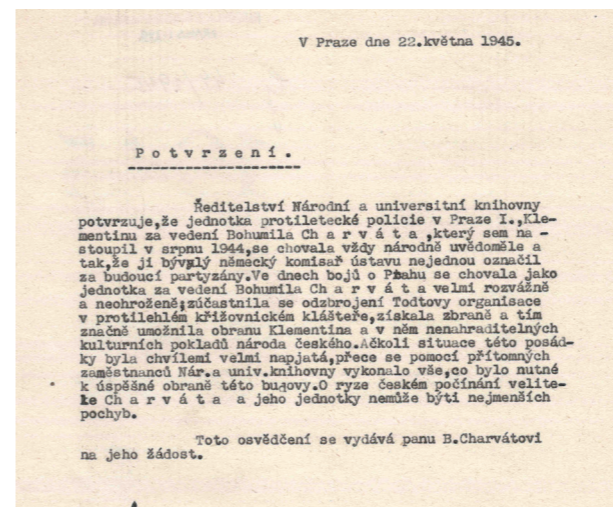 V Praze dne 22.května 1945.
P o t v r z e n í .
Ředitelství Národní a universitní knihovny
potvrzuje,že jednotka protiletecké policie v Praze I.,Kle-
mentinu za vedení Bohumila Ch a r v á t a ,který sem na -
stoupil v srpnu 1944,se chovala vždy národně uvědoměle a
tak,že ji bývalý německý komisař ústavu nejednou označil
za budoucí partyzány.Ve dnech bojů o Prahu se chovala jako
jednotka za vedení Bohumila Ch a r v á t a velmi rozvážně
a neohroženě;zúčastnila se odzbrojení Todtovy organisace
v protilehlém křižovnickém klášteře,získala zbraně a tím
značně umožnila obranu Klementina a v něm nenahraditelných
kulturních pokladů národa českého.Ačkoli situace této posád-
ky byla chvílemi velmi napjatá,přece se pomocí přítomných
zaměstnanců Nár.a univ.knihovny vykonalo vše,co bylo nutné
k úspěšné obraně této budovy.O ryze českém počínání velite-
le Ch a r v á t a a jeho jednotky nemůže býti nejmenších
pochyb.
Toto osvědčení se vydává panu B.Charvátovi
na jeho žádost.